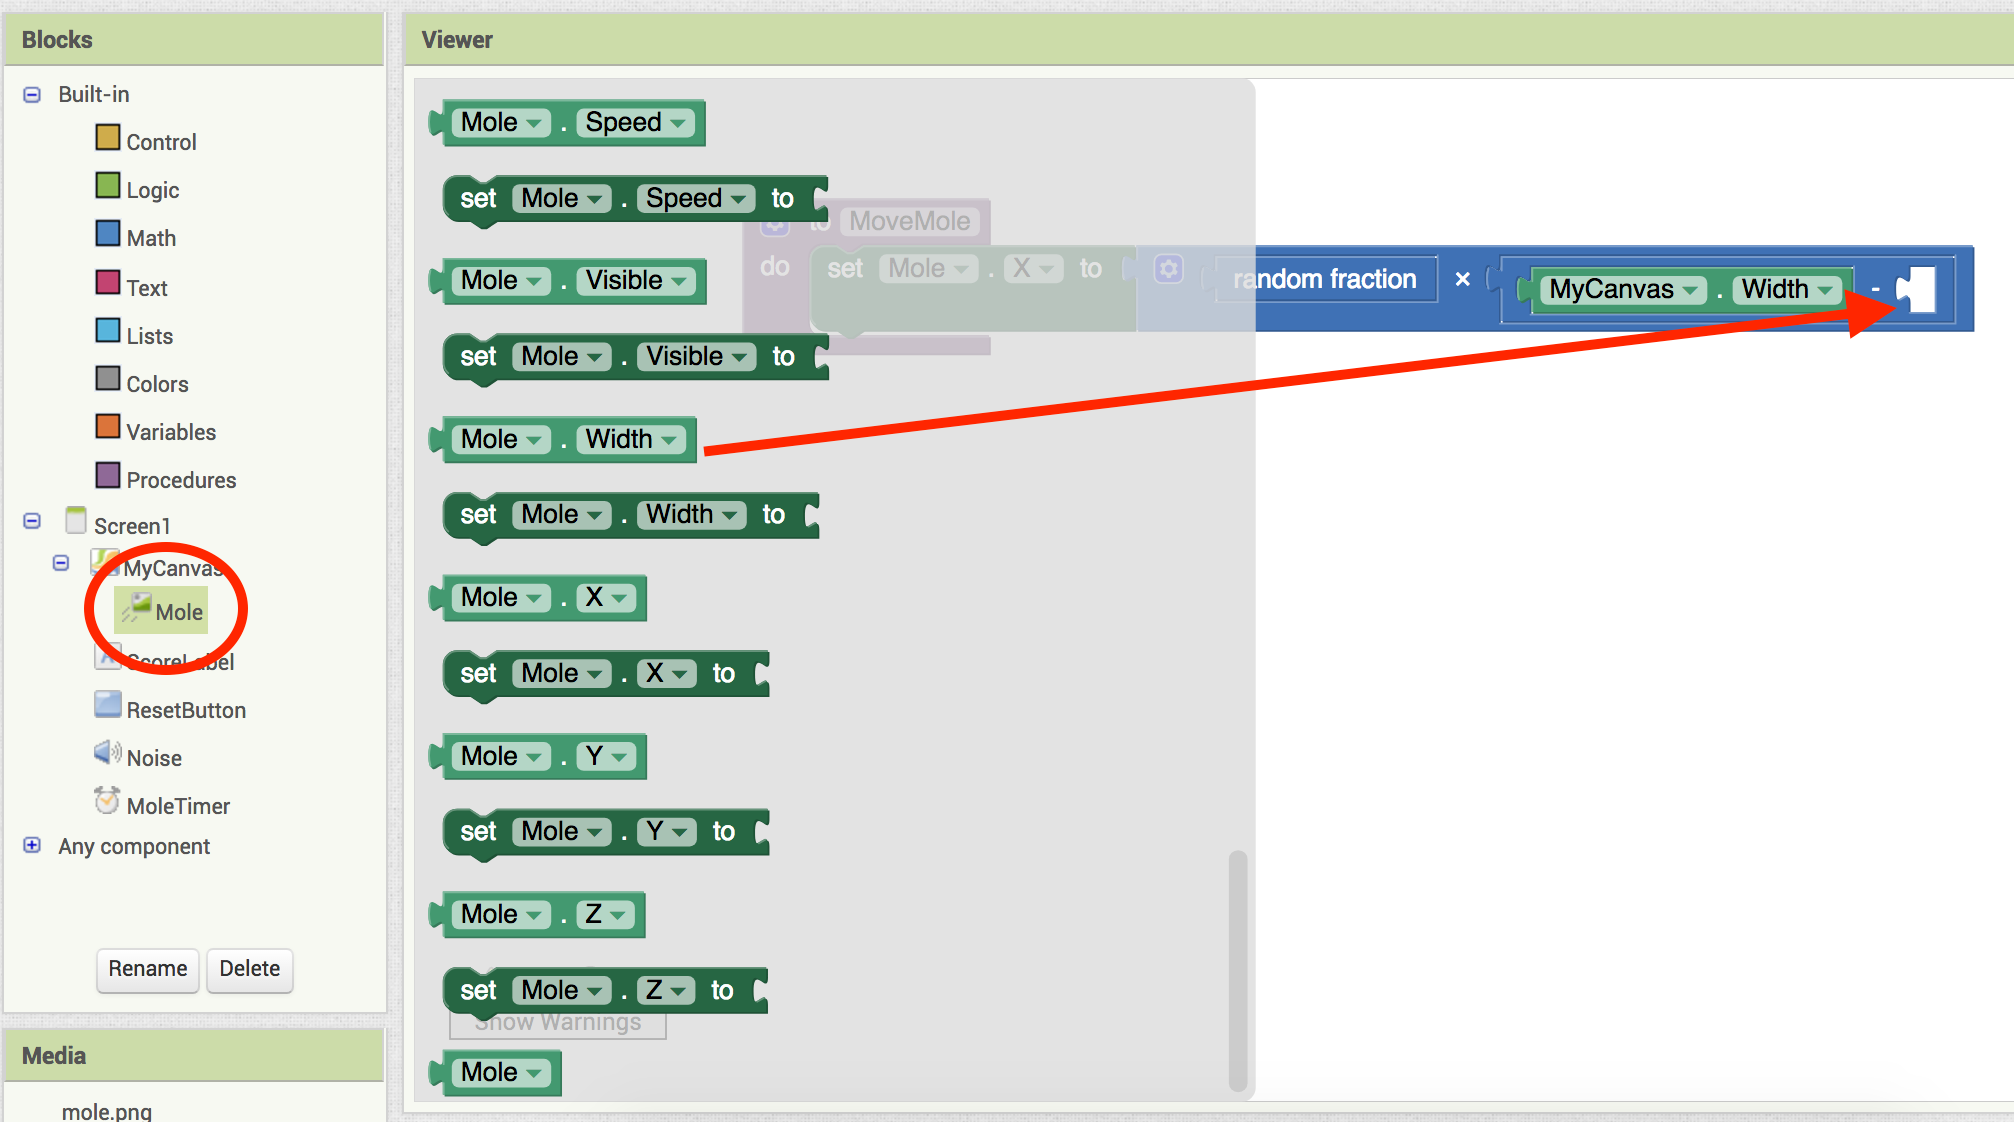 Blocks
Built-in
Control
Logic
Math
Text
Lists
Colors
Variables
Procedures
Screen1
MyCanvas
Mole
ScoreLabel
ResetButton
Noise
MoleTimer
Any component
Rename Delete
Media
mole.png
Viewer
Mole . Speed
set Mole . Speed to
Mole . Visible
set Mole . Visible to
Mole . Width
set Mole . Width to
Mole . X
set Mole . X to
Mole . Y
set Mole . Y to
Mole . Z
set Mole . Z to
Show Warnings
Mole
to MoveMole
do set Mole . X to random fraction × MyCanvas . Width -